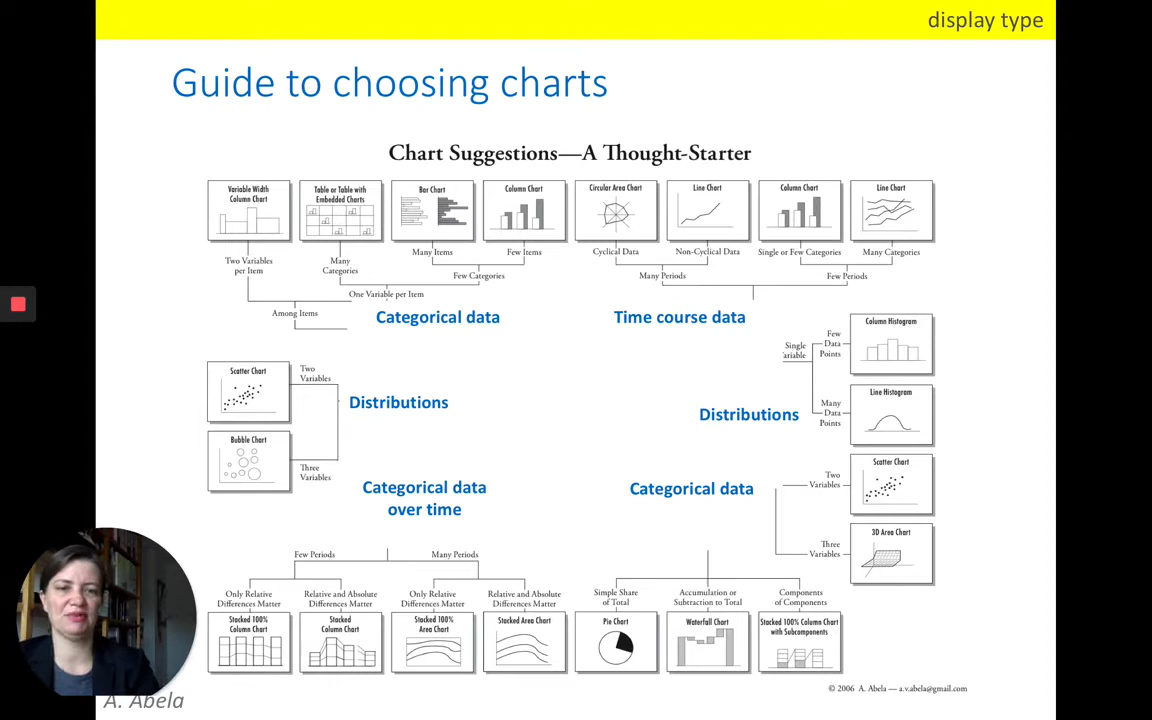 display type
Guide to choosing charts
Chart Suggestions—A Thought-Starter
Variable Width
Column Chart
Table or Table with
Embedded Charts
Bar Chart
Column Chart
Circular Area Chart
Line Chart
Column Chart
Line Chart
Two Variables
per Item
Many
Categories
Many Items
Few Items
Cyclical Data
Non-Cyclical Data
Single or Few Categories
Many Categories
Few Categories
Many Periods
Few Periods
One Variable per Item
Among Items
Categorical data
Time course data
Scatter Chart
Two
Variables
Distributions
Bubble Chart
Three
Variables
Single
Variable
Few
Data
Points
Column Histogram
Many
Data
Points
Line Histogram
Distributions
Categorical data
over time
Categorical data
Two
Variables
Scatter Chart
Three
Variables
3D Area Chart
Few Periods
Many Periods
Only Relative
Differences Matter
Relative and Absolute
Differences Matter
Only Relative
Differences Matter
Relative and Absolute
Differences Matter
Simple Share
of Total
Accumulation or
Subtraction to Total
Components
of Components
Stacked 100%
Column Chart
Stacked
Column Chart
Stacked 100%
Area Chart
Stacked Area Chart
Pie Chart
Waterfall Chart
Stacked 100% Column Chart
with Subcomponents
© 2006 A. Abela — a.v.abela@gmail.com
A. Abela